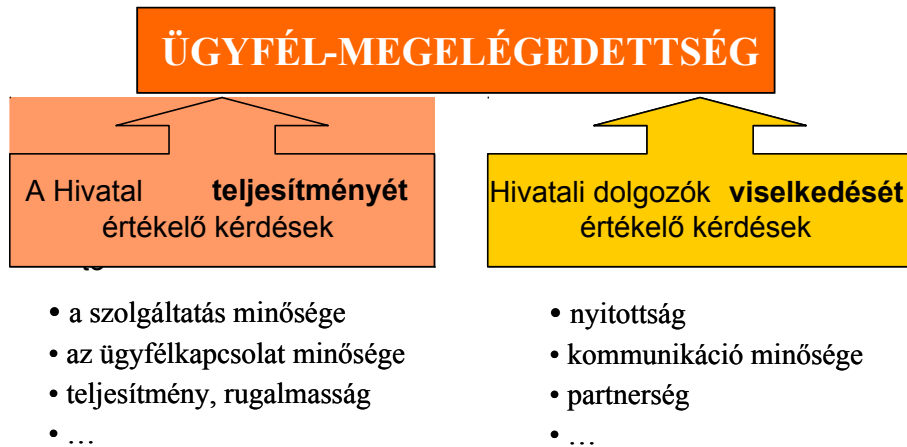 ÜGYFÉL-MEGELÉGEDETTSÉG
A Hivatal teljesítményét
értékelő kérdések
• a szolgáltatás minősége
• az ügyfélkapcsolat minősége
• teljesítmény, rugalmasság
• …
Hivatali dolgozók viselkedését
értékelő kérdések
• nyitottság
• kommunikáció minősége
• partnerség
• …